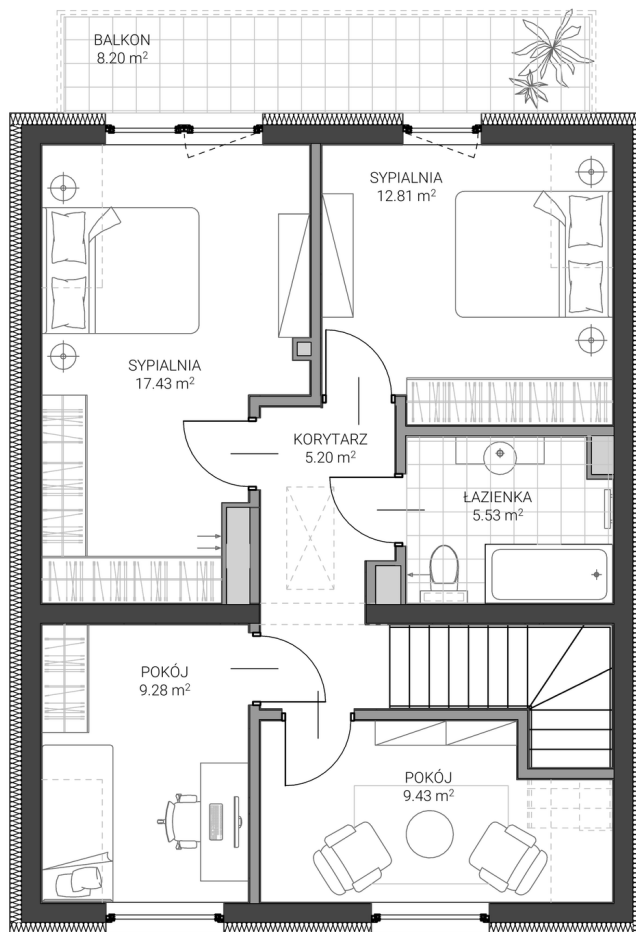 BALKON
8.20 m²
SYPIALNIA
12.81 m²
SYPIALNIA
17.43 m²
KORYTARZ
5.20 m²
ŁAZIENKA
5.53 m²
POKÓJ
9.28 m²
POKÓJ
9.43 m²